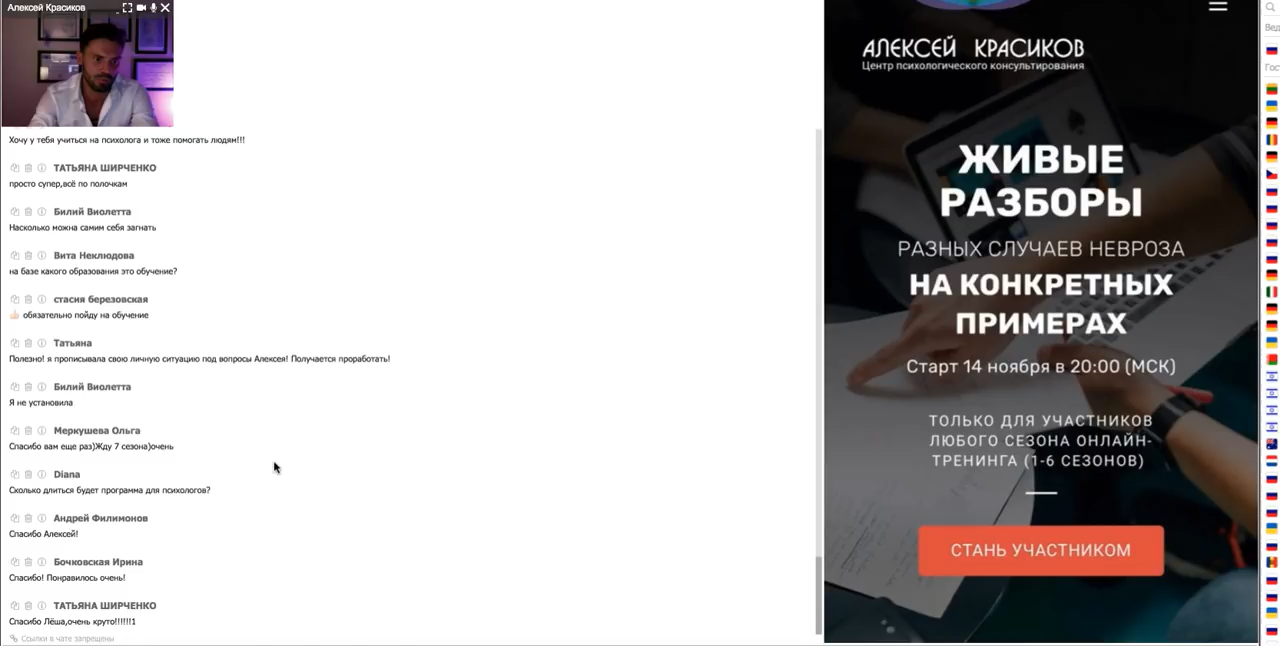 Алексей Красиков
Хочу у тебя учиться на психолога и тоже помогать людям!!!
ТАТЬЯНА ШИРЧЕНКО
просто супер,всё по полочкам
Билий Виолетта
Насколько можна самим себя загнать
Вита Неклюдова
на базе какого образования это обучение?
стасия березовская
обязательно пойду на обучение
Татьяна
Полезно! я прописывала свою личную ситуацию под вопросы Алексея! Получается проработать!
Билий Виолетта
Я не установила
Меркушева Ольга
Спасибо вам еще раз)Жду 7 сезона)очень
Diana
Сколько длиться будет программа для психологов?
Андрей Филимонов
Спасибо Алексей!
Бочковская Ирина
Спасибо! Понравилось очень!
ТАТЬЯНА ШИРЧЕНКО
Спасибо Лёша,очень круто!!!!!!1
Ссылки в чате запрещены
АЛЕКСЕЙ КРАСИКОВ
Центр психологического консультирования
ЖИВЫЕ
РАЗБОРЫ
РАЗНЫХ СЛУЧАЕВ НЕВРОЗА
НА КОНКРЕТНЫХ
ПРИМЕРАХ
Старт 14 ноября в 20:00 (МСК)
ТОЛЬКО ДЛЯ УЧАСТНИКОВ
ЛЮБОГО СЕЗОНА ОНЛАЙН-
ТРЕНИНГА (1-6 СЕЗОНОВ)
СТАНЬ УЧАСТНИКОМ